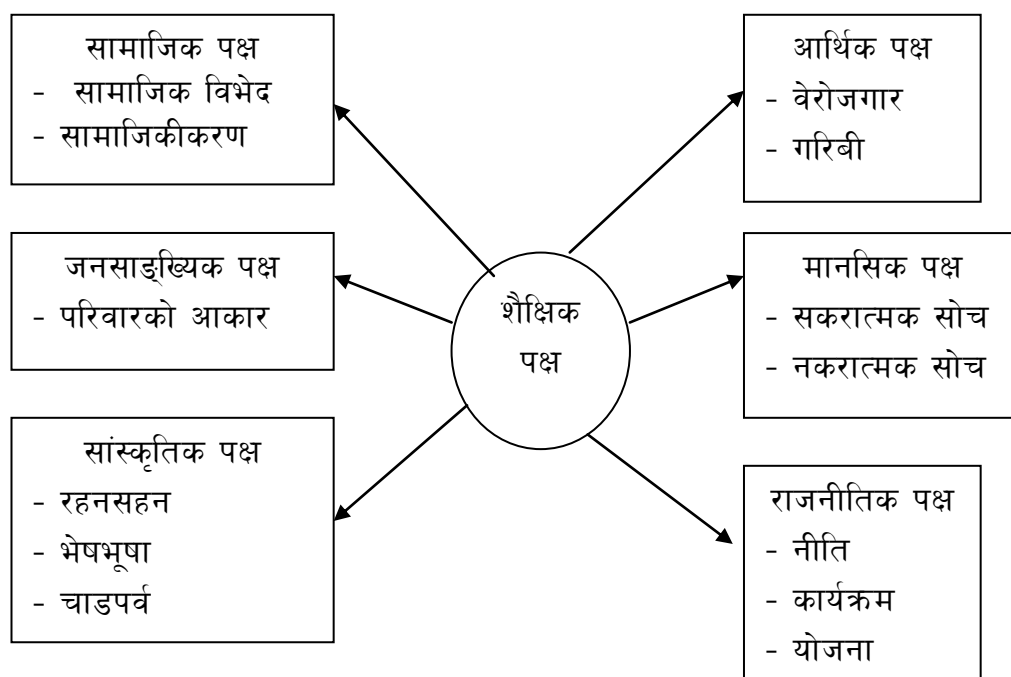 सामाजिक पक्ष
- सामाजिक विभेद
- सामाजिकीकरण
जनसाङ्ख्यिक पक्ष
- परिवारको आकार
सांस्कृतिक पक्ष
- रहनसहन
- भेषभूषा
- चाडपर्व
शैक्षिक
पक्ष
आर्थिक पक्ष
- वेरोजगार
- गरिबी
मानसिक पक्ष
- सकरात्मक सोच
- नकरात्मक सोच
राजनीतिक पक्ष
- नीति
- कार्यक्रम
- योजना